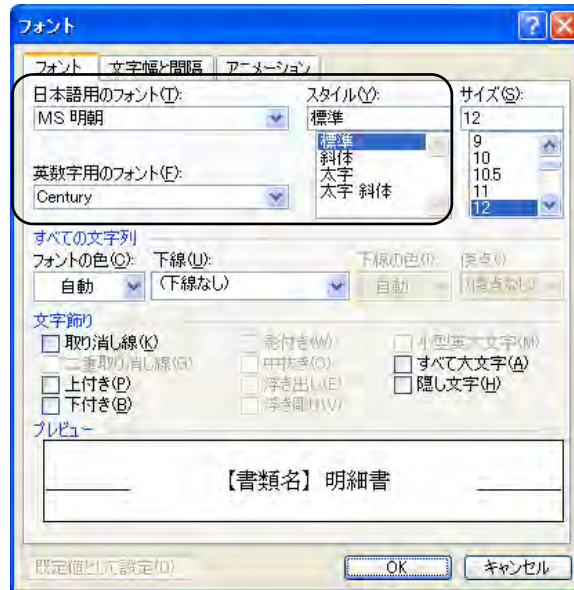 フォント
フォント 文字幅と間隔 アニメーション
日本語用のフォント(T): スタイル(Y): サイズ(S):
MS 明朝 標準 12
標準 9
斜体 10
太字 10.5
太字 斜体 11
12
英数字用のフォント(F):
Century
すべての文字列
フォントの色(C): 下線(U): 下線の色(I): 傍点(·):
自動 (下線なし) 自動 (傍点なし)
文字飾り
取り消し線(K) 影付き(W) 小型英大文字(M)
二重取り消し線(G) 中抜き(O) すべて大文字(A)
上付き(P) 浮き出し(E) 隠し文字(H)
下付き(B) 浮き彫り(V)
プレビュー
【書類名】明細書
既定値として設定(D) OK キャンセル